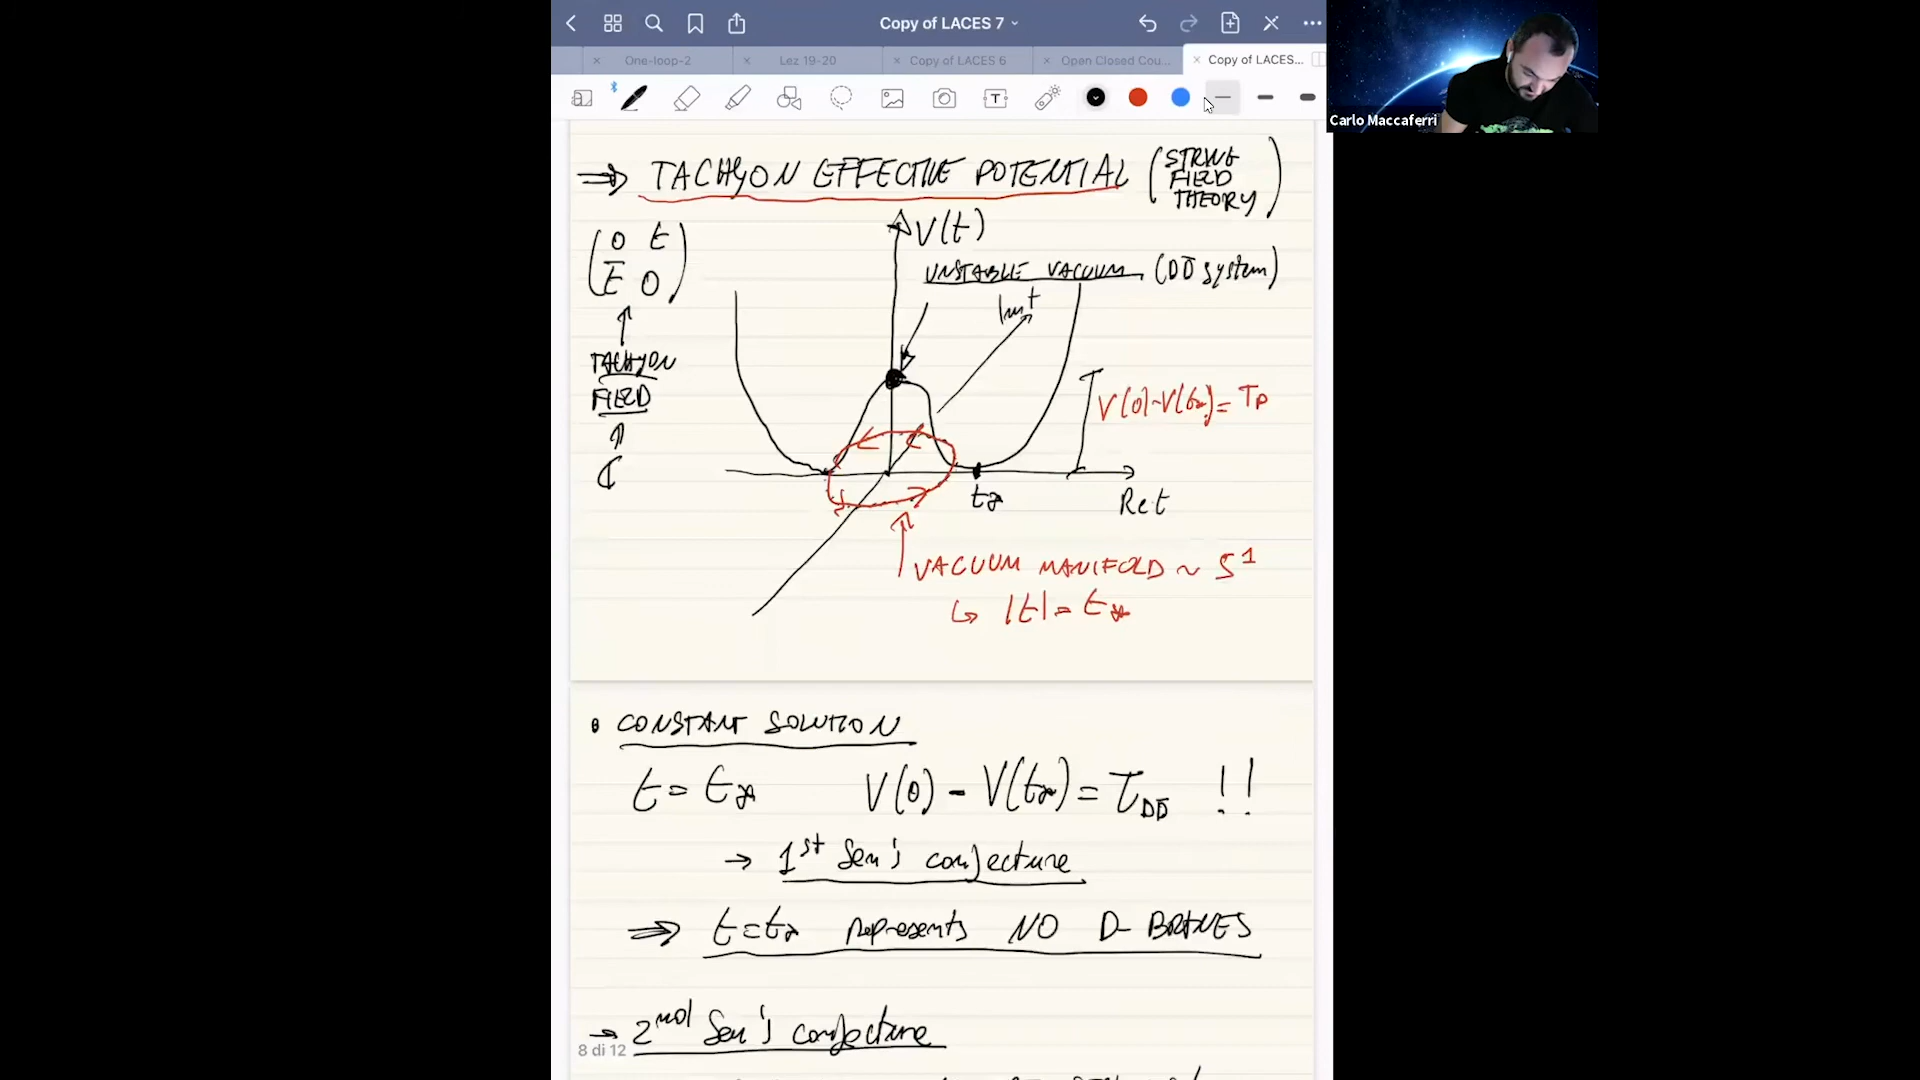 Copy of LACES 7
One-loop-2
Lez 19-20
Copy of LACES 6
Open Closed Cou...
Copy of LACES...
Carlo Maccaferri
⇒ TACHYON EFFECTIVE POTENTIAL (STRING FIELD THEORY)
V(t)
(0 t
t̄ 0)
UNSTABLE VACUUM (DD̄ system)
Im t
TACHYON
FIELD
V(0)-V(t*) = Tp
ℂ
t*
Re t
VACUUM MANIFOLD ~ S¹
↳ |t| = t*
• CONSTANT SOLUTION
t = t* V(0) - V(t*) = T_DD̄ !!
→ 1st Sen's conjecture
⇒ t=t* represents NO D-BRANES
→ 2nd Sen's conjecture
8 di 12